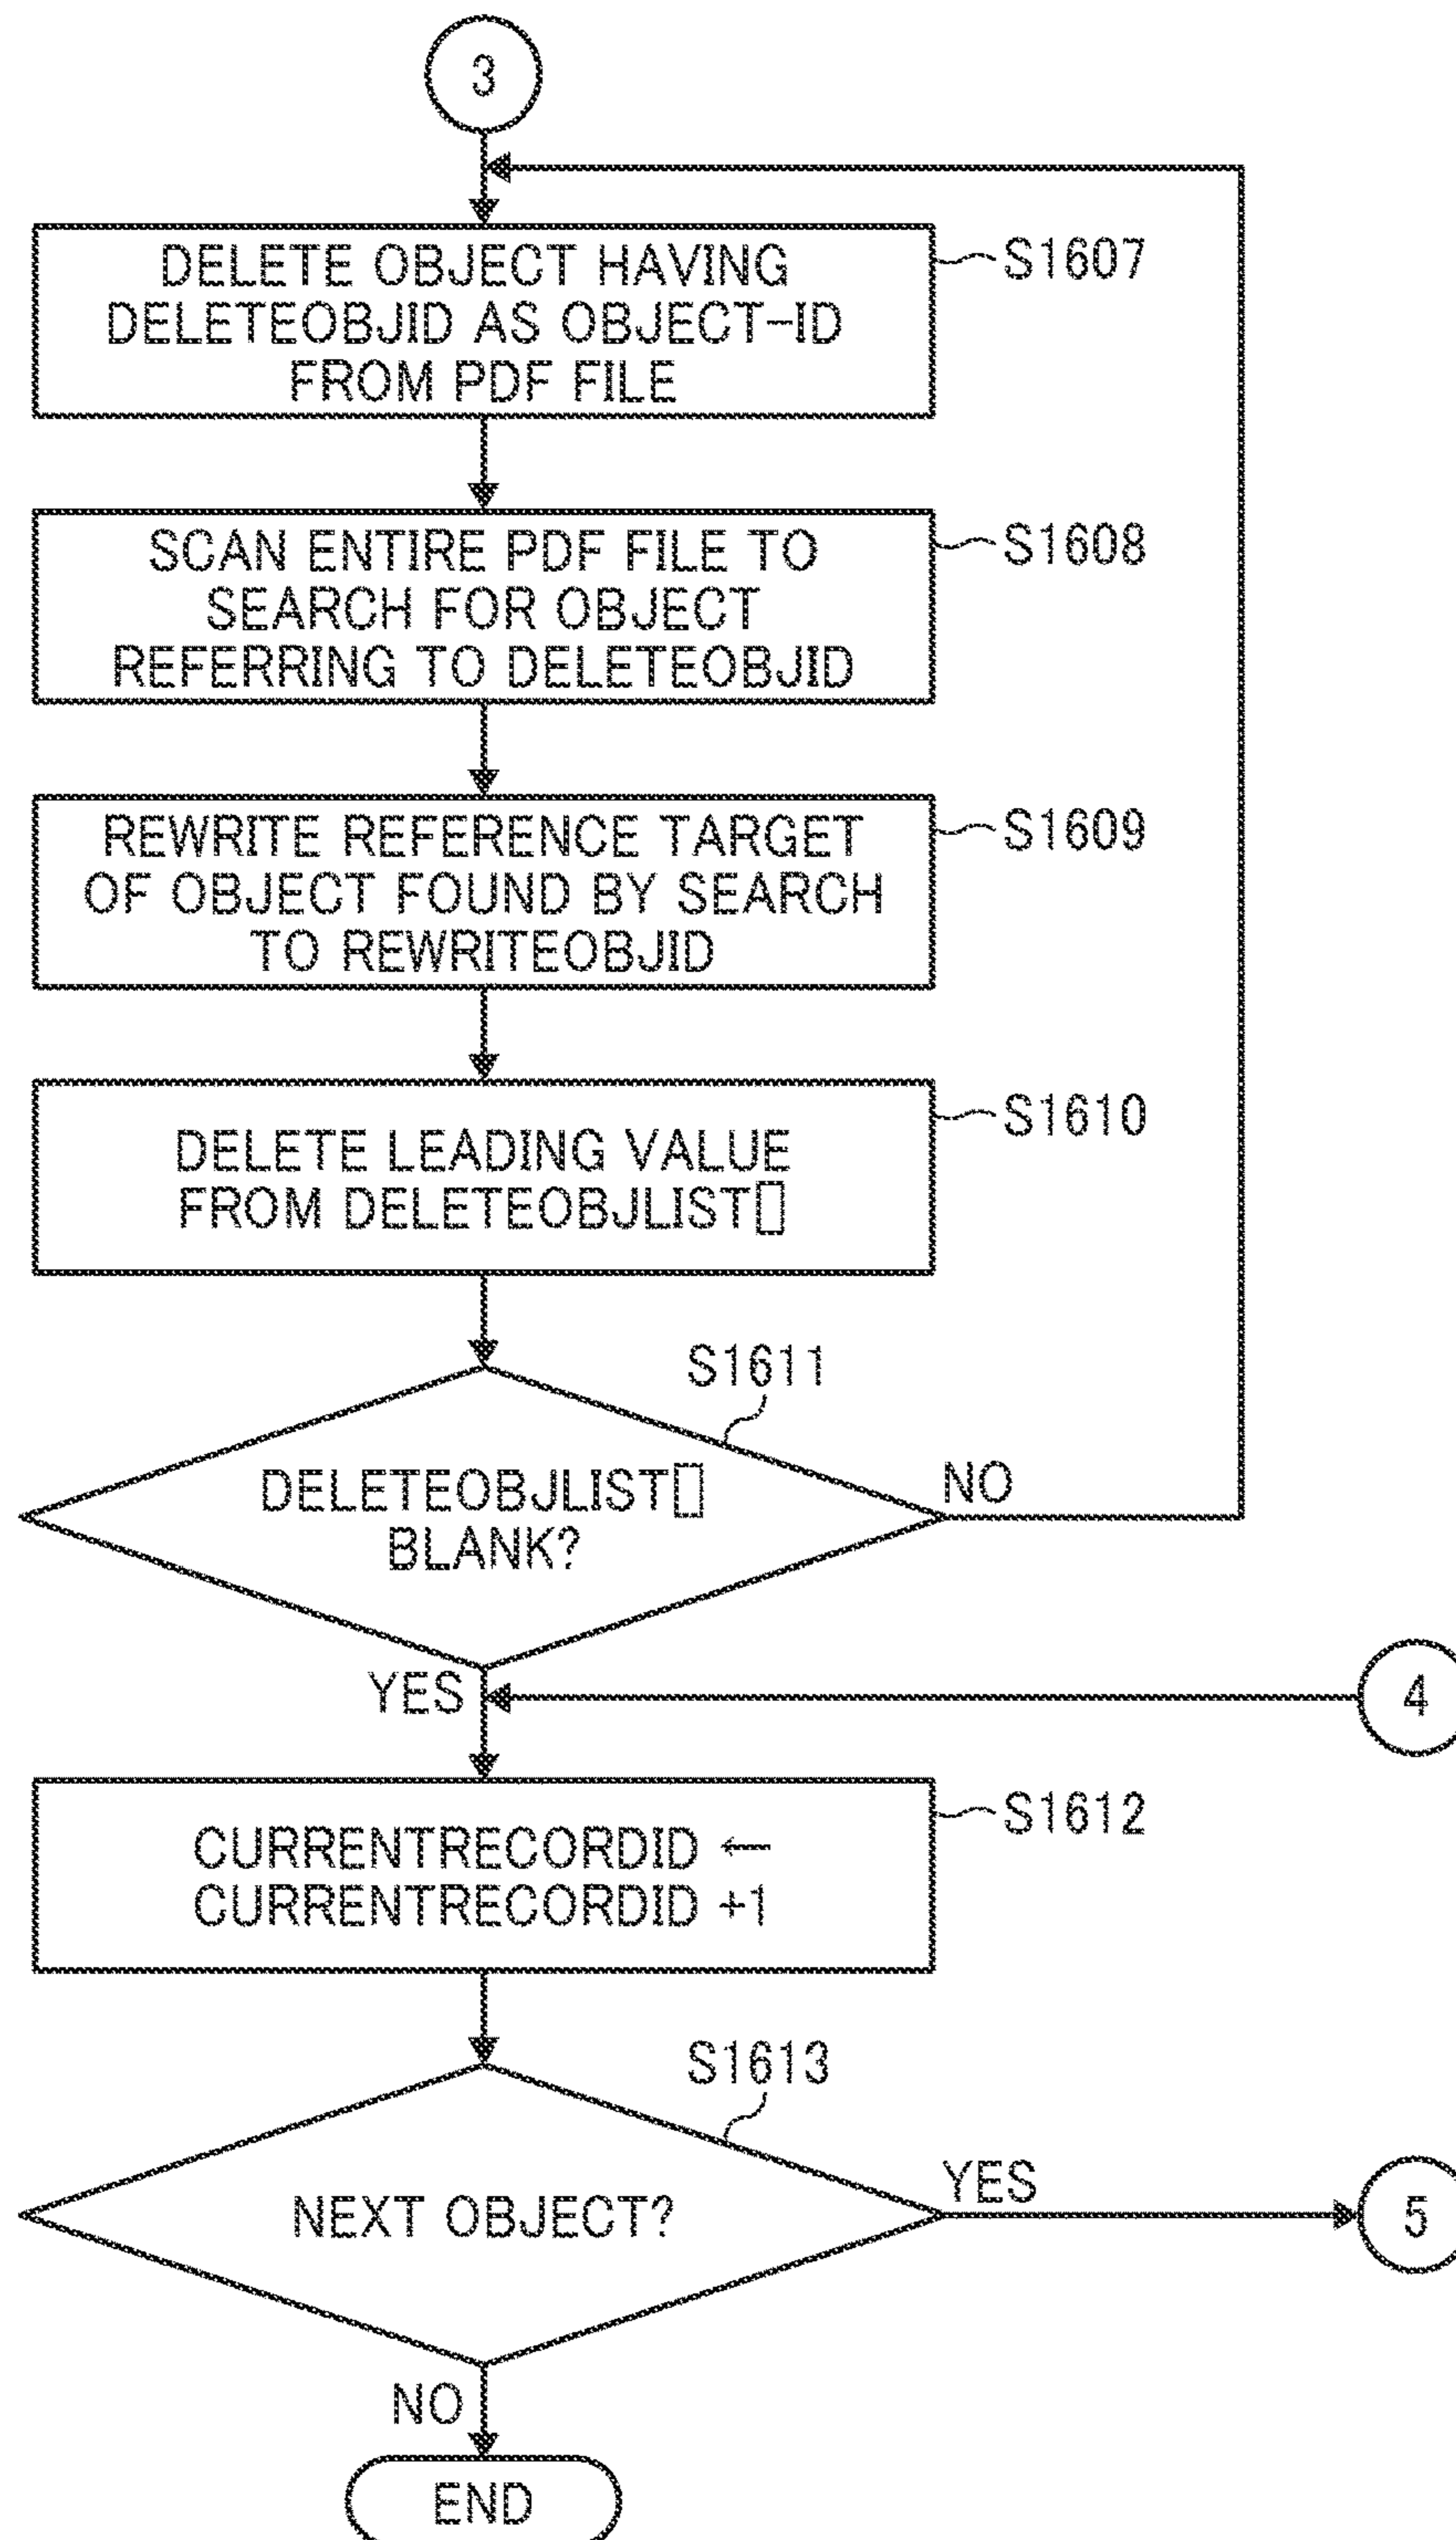 3
DELETE OBJECT HAVING
DELETEOBJID AS OBJECT-ID
FROM PDF FILE
S1607
SCAN ENTIRE PDF FILE TO
SEARCH FOR OBJECT
REFERRING TO DELETEOBJID
S1608
REWRITE REFERENCE TARGET
OF OBJECT FOUND BY SEARCH
TO REWRITEOBJID
S1609
DELETE LEADING VALUE
FROM DELETEOBJLIST[]
S1610
S1611
DELETEOBJLIST[]
BLANK?
NO
YES
4
CURRENTRECORDID ←
CURRENTRECORDID +1
S1612
S1613
NEXT OBJECT?
YES
5
NO
END